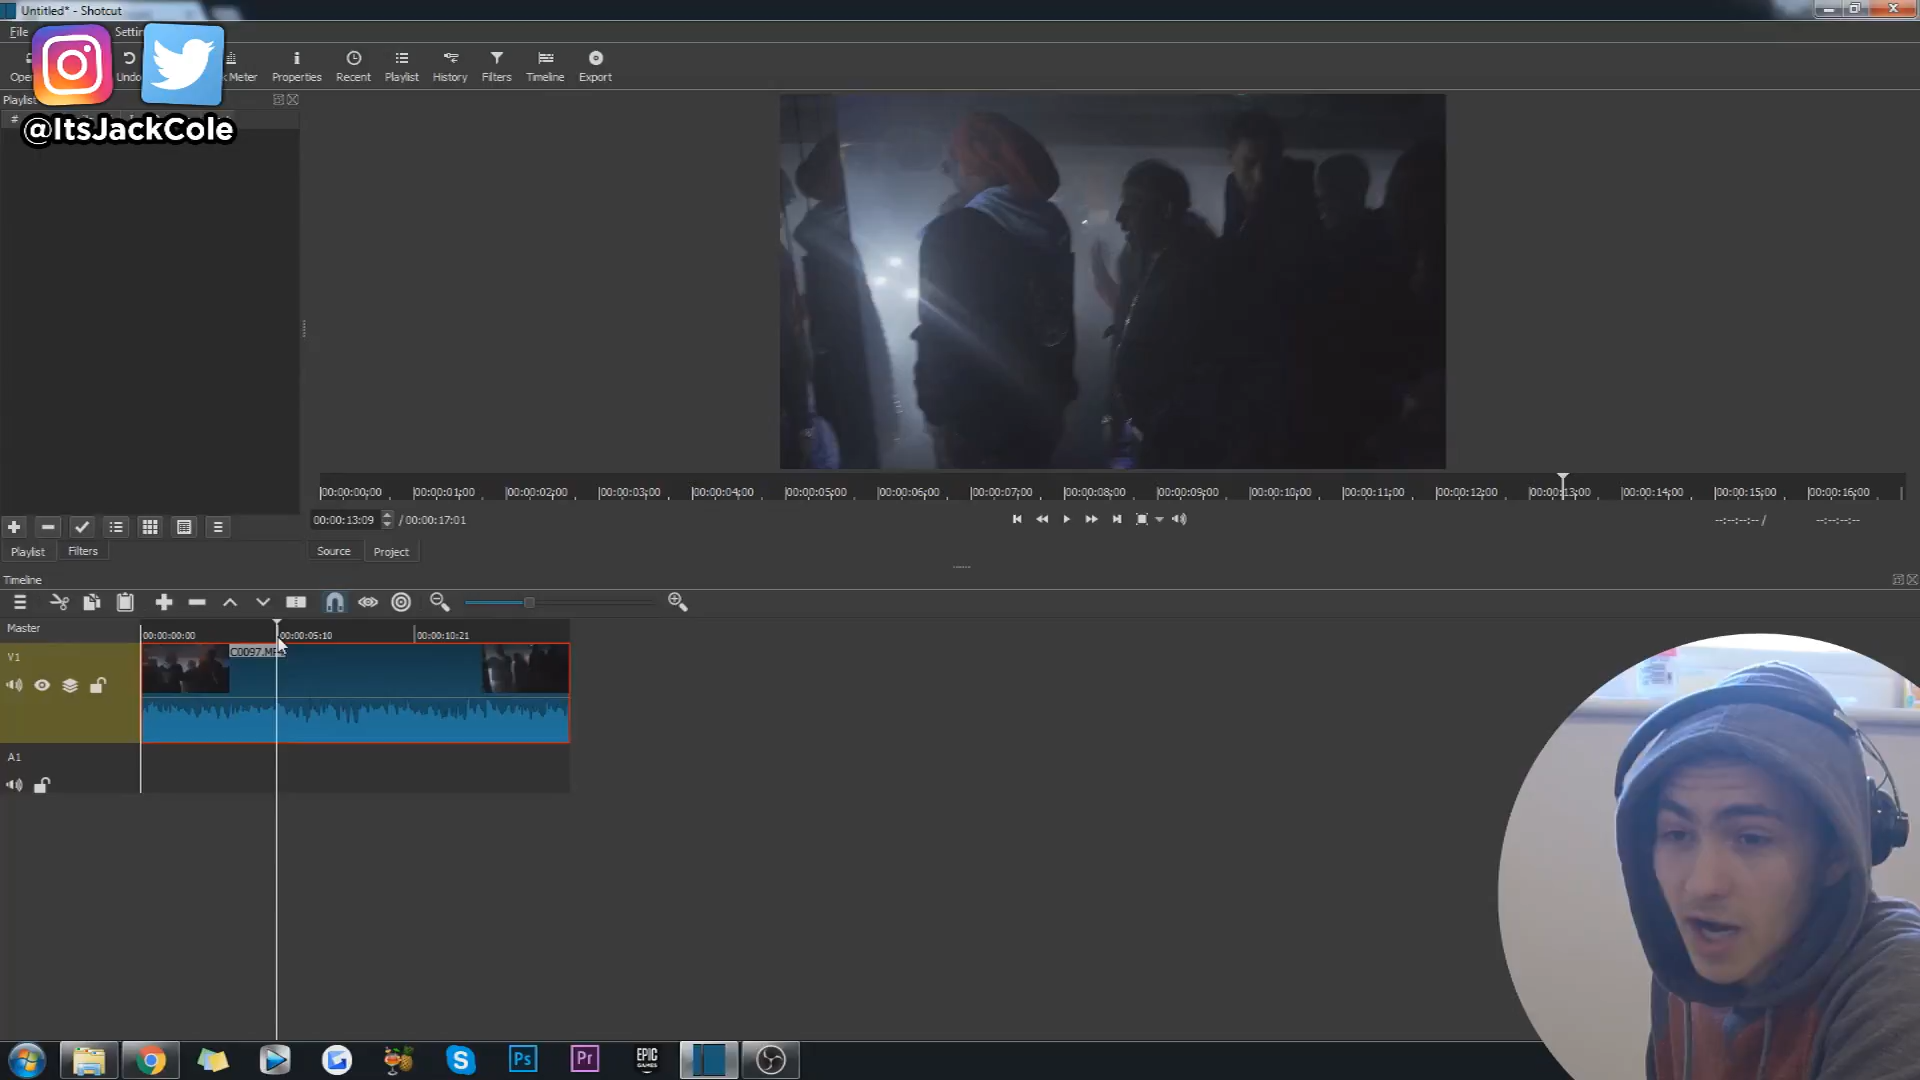 Untitled* - Shotcut
File
Settin
Open
Undo
Meter
Properties
Recent
Playlist
History
Filters
Timeline
Export
@ItsJackCole
Playlist
#
00:00:00:00
00:00:01:00
00:00:02:00
00:00:03:00
00:00:04:00
00:00:05:00
00:00:06:00
00:00:07:00
00:00:08:00
00:00:09:00
00:00:10:00
00:00:11:00
00:00:12:00
00:00:13:00
00:00:14:00
00:00:15:00
00:00:16:00
00:00:13:09 / 00:00:17:01
--:--:--:-- / --:--:--:--
Playlist
Filters
Source
Project
Timeline
Master
00:00:00:00
00:00:05:10
00:00:10:21
V1
C0097.MP4
A1
Ps
Pr
EPIC
GAMES